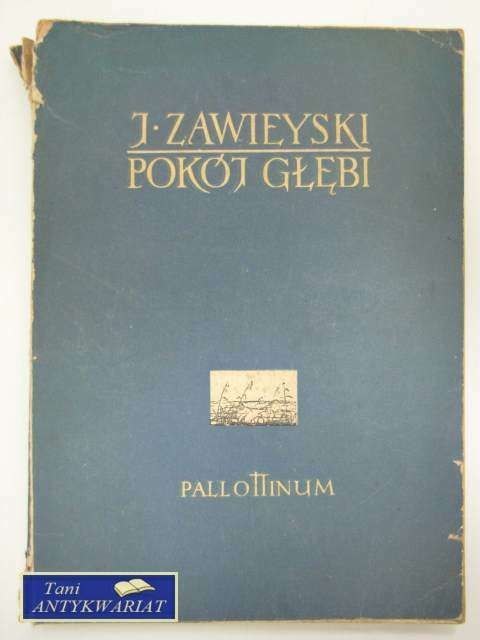 J·ZAWIEYSKI
POKÓJ GŁĘBI
PALLOTTINUM
Tani
ANTYKWARIAT